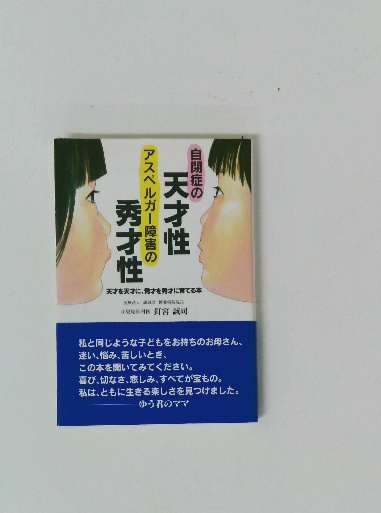 自閉症の
天才性
アスペルガー障害の
秀才性
天才を天才に、秀才を秀才に育てる本
釘宮 誠司
私と同じような子どもをお持ちのお母さん、
迷い、悩み、苦しいとき、
この本を開いてみてください。
喜び、切なさ、悲しみ、すべてが宝もの。
私は、ともに生きる楽しさを見つけました。
ゆう君のママ